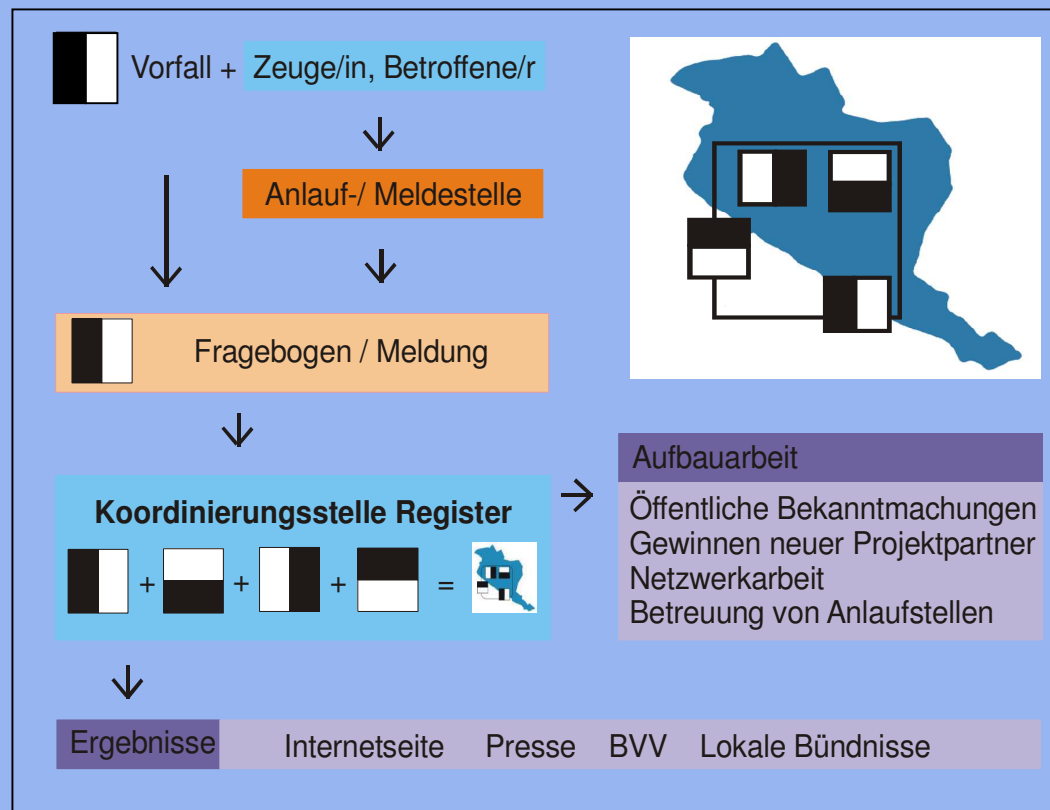 Vorfall + Zeuge/in, Betroffene/r
Anlauf-/ Meldestelle
Fragebogen / Meldung
Koordinierungsstelle Register
+ + + =
Aufbauarbeit
Öffentliche Bekanntmachungen
Gewinnen neuer Projektpartner
Netzwerkarbeit
Betreuung von Anlaufstellen
Ergebnisse Internetseite Presse BVV Lokale Bündnisse